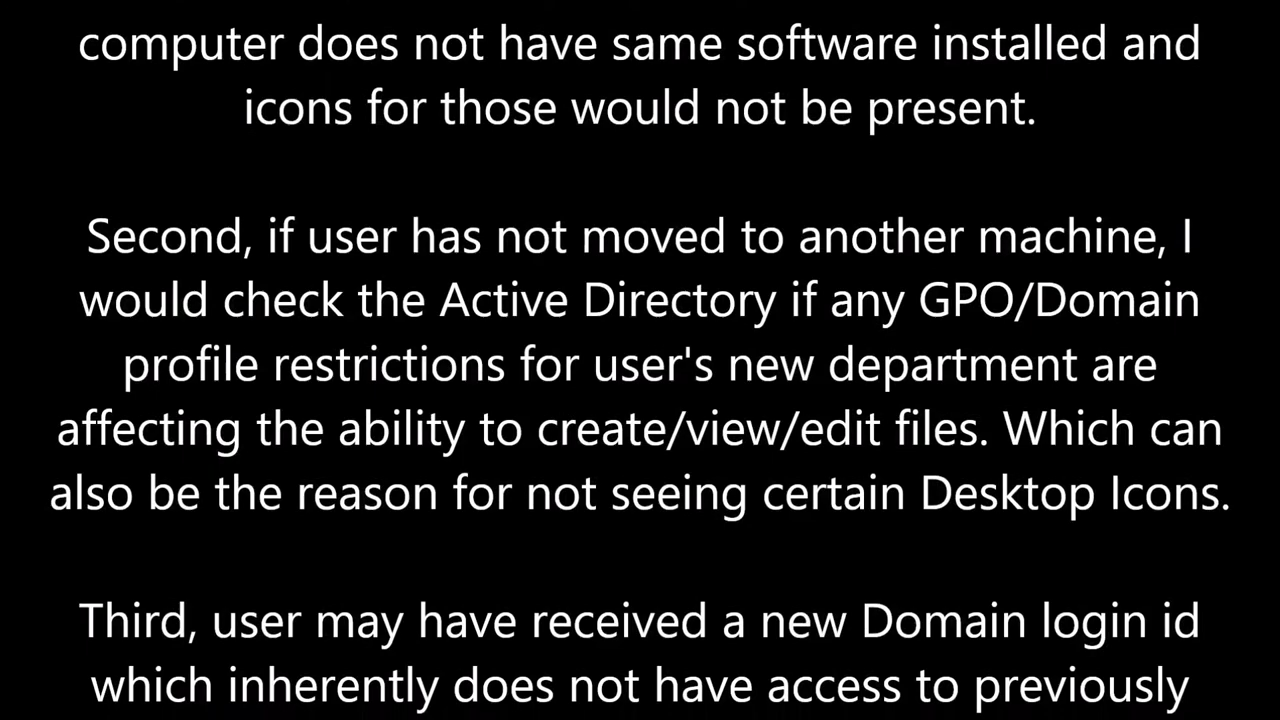 computer does not have same software installed and
icons for those would not be present.
Second, if user has not moved to another machine, I
would check the Active Directory if any GPO/Domain
profile restrictions for user's new department are
affecting the ability to create/view/edit files. Which can
also be the reason for not seeing certain Desktop Icons.
Third, user may have received a new Domain login id
which inherently does not have access to previously